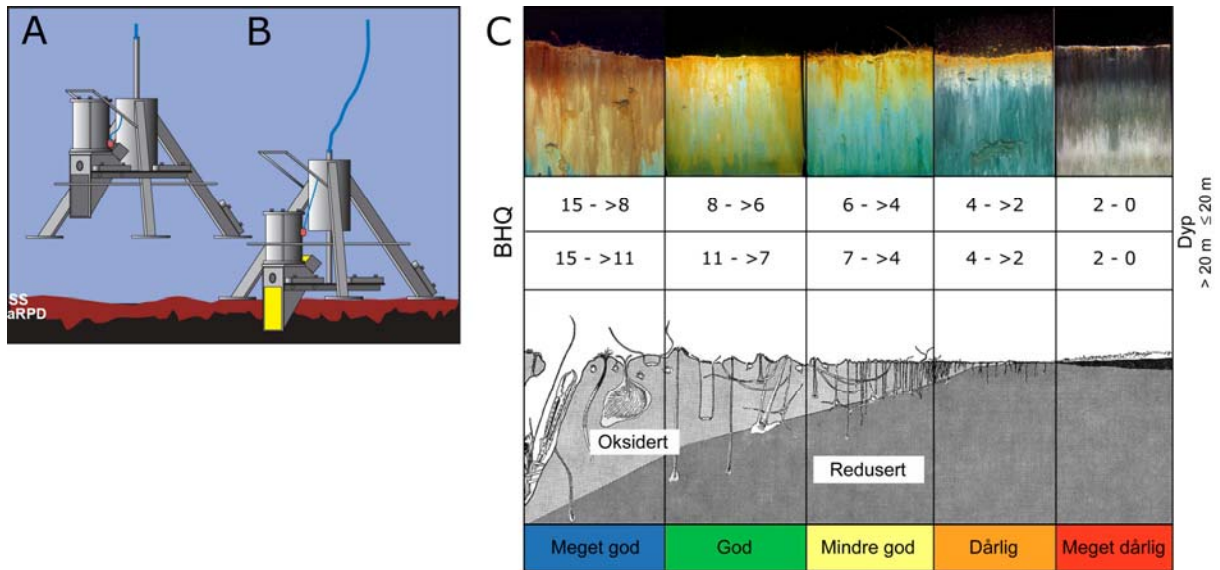 A
B
SS
aRPD
C
BHQ
15 - >8 8 - >6 6 - >4 4 - >2 2 - 0
15 - >11 11 - >7 7 - >4 4 - >2 2 - 0
Dyp
> 20 m ≤ 20 m
Oksidert
Redusert
Meget god God Mindre god Dårlig Meget dårlig